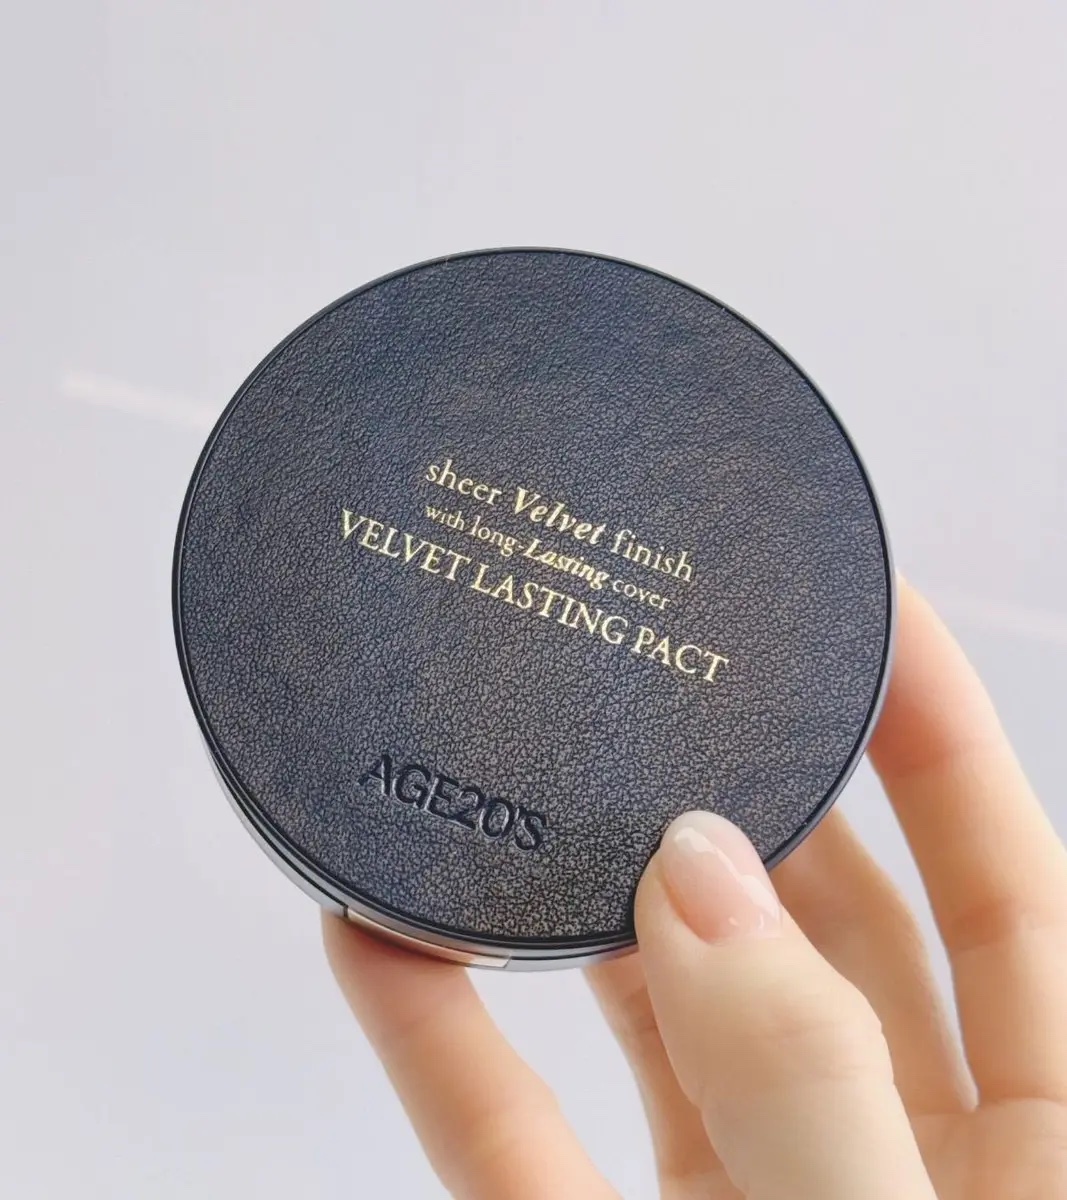 sheer Velvet finish
with long-Lasting cover
VELVET LASTING PACT
AGE20'S